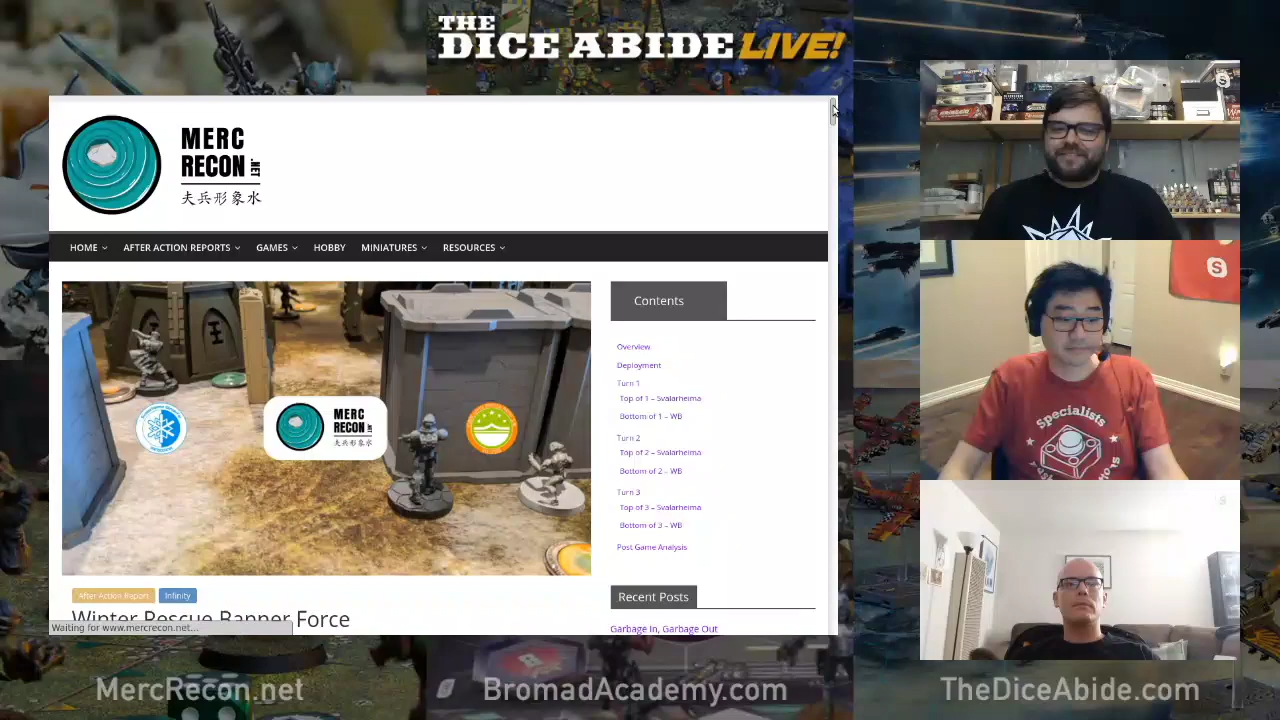 THE
DICE ABIDE LIVE!
MERC
RECON .NET
夫兵形象水
HOME
AFTER ACTION REPORTS
GAMES
HOBBY
MINIATURES
RESOURCES
Contents
Overview
Deployment
Turn 1
Top of 1 – Svalarheima
Bottom of 1 – WB
Turn 2
Top of 2 – Svalarheima
Bottom of 2 – WB
Turn 3
Top of 3 – Svalarheima
Bottom of 3 – WB
Post Game Analysis
MERC
RECON .NET
夫兵形象水
After Action Report
Infinity
Winter Rescue Banner Force
Waiting for www.mercrecon.net...
Recent Posts
Garbage In, Garbage Out
Specialists
MercRecon.net
BromadAcademy.com
TheDiceAbide.com